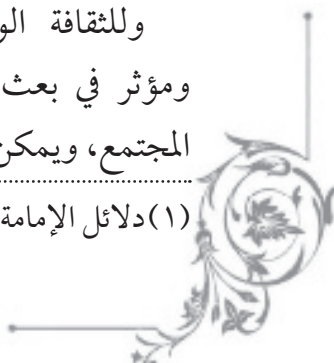 وللثقافة الو
ومؤثر في بعث
المجتمع، ويمكن
(١) دلائل الإمامة